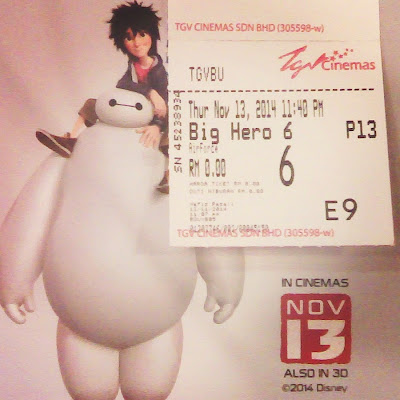 TGV CINEMAS SDN BHD (305598-w)
TGV Cinemas
TGVBU
Thur Nov 13, 2014 11:40 PM
Big Hero 6 P13
RM 0.00
6
E9
SN 45238934
TGV CINEMAS SDN BHD (305598-w)
IN CINEMAS
NOV
13
ALSO IN 3D
©2014 Disney